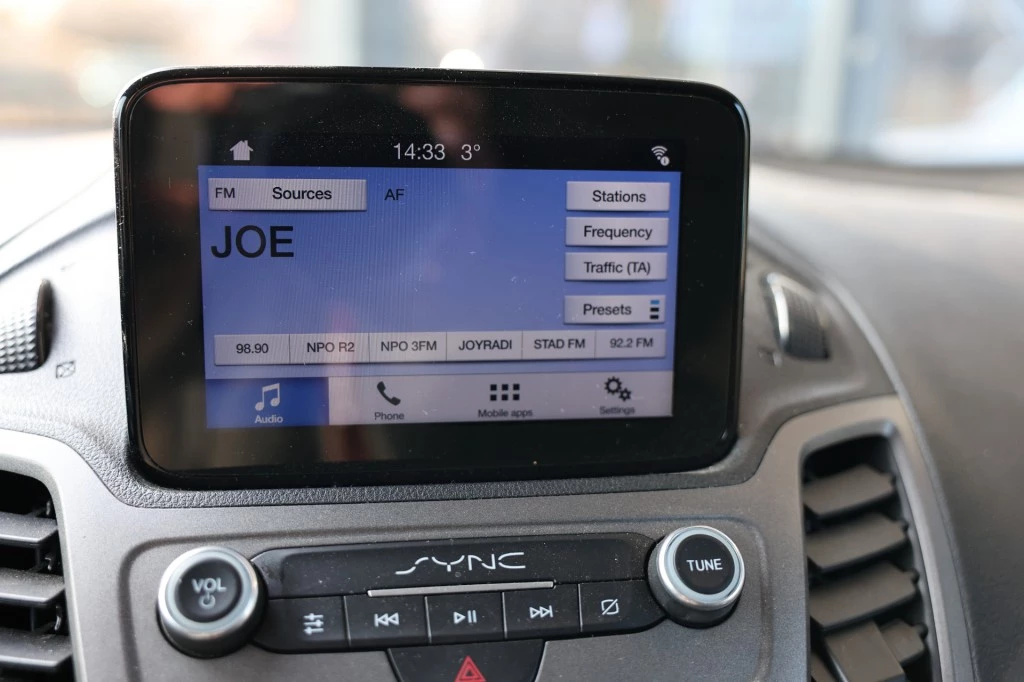 14:33 3°
FM Sources AF
Stations
JOE
Frequency
Traffic (TA)
Presets
98.90 NPO R2 NPO 3FM JOYRADI STAD FM 92.2 FM
Audio Phone Mobile apps Settings
SYNC
VOL
TUNE